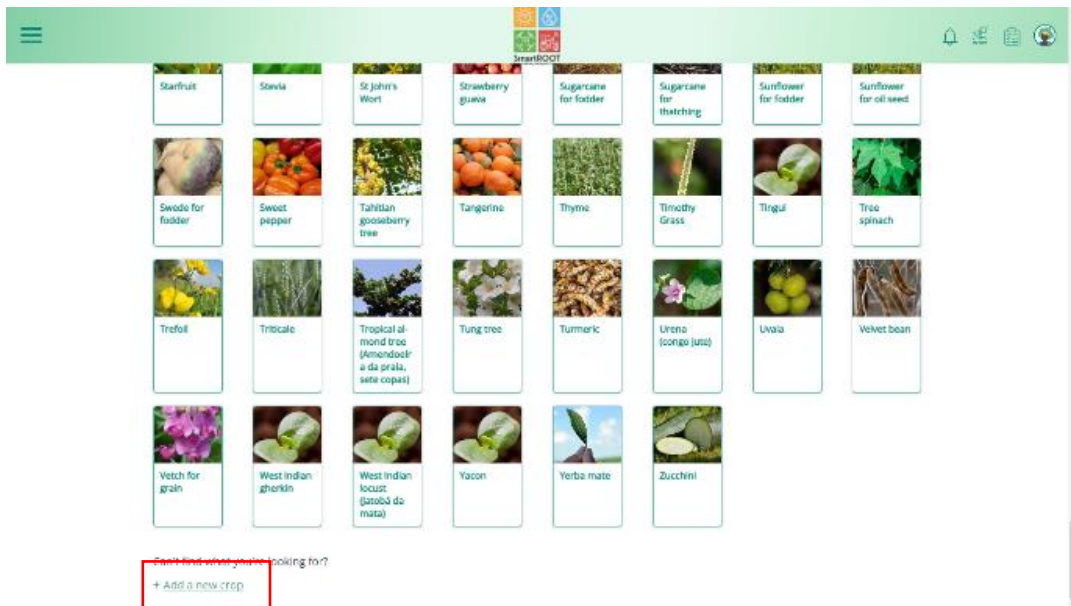 SmartROOT
Starfruit
Stevia
St John's
Wort
Strawberry
guava
Sugarcane
for fodder
Sugarcane
for
thatching
Sunflower
for fodder
Sunflower
for oil seed
Swede for
fodder
Sweet
pepper
Tahitian
gooseberry
tree
Tangerine
Thyme
Timothy
Grass
Tingui
Tree
spinach
Trefoil
Triticale
Tropical al-
mond tree
(Amendoeir
a da praia,
sete copas)
Tung tree
Turmeric
Urena
(congo jute)
Uvaia
Velvet bean
Vetch for
grain
West Indian
gherkin
West Indian
locust
(Jatobá da
mata)
Yacon
Yerba mate
Zucchini
Can't find what you're looking for?
+ Add a new crop